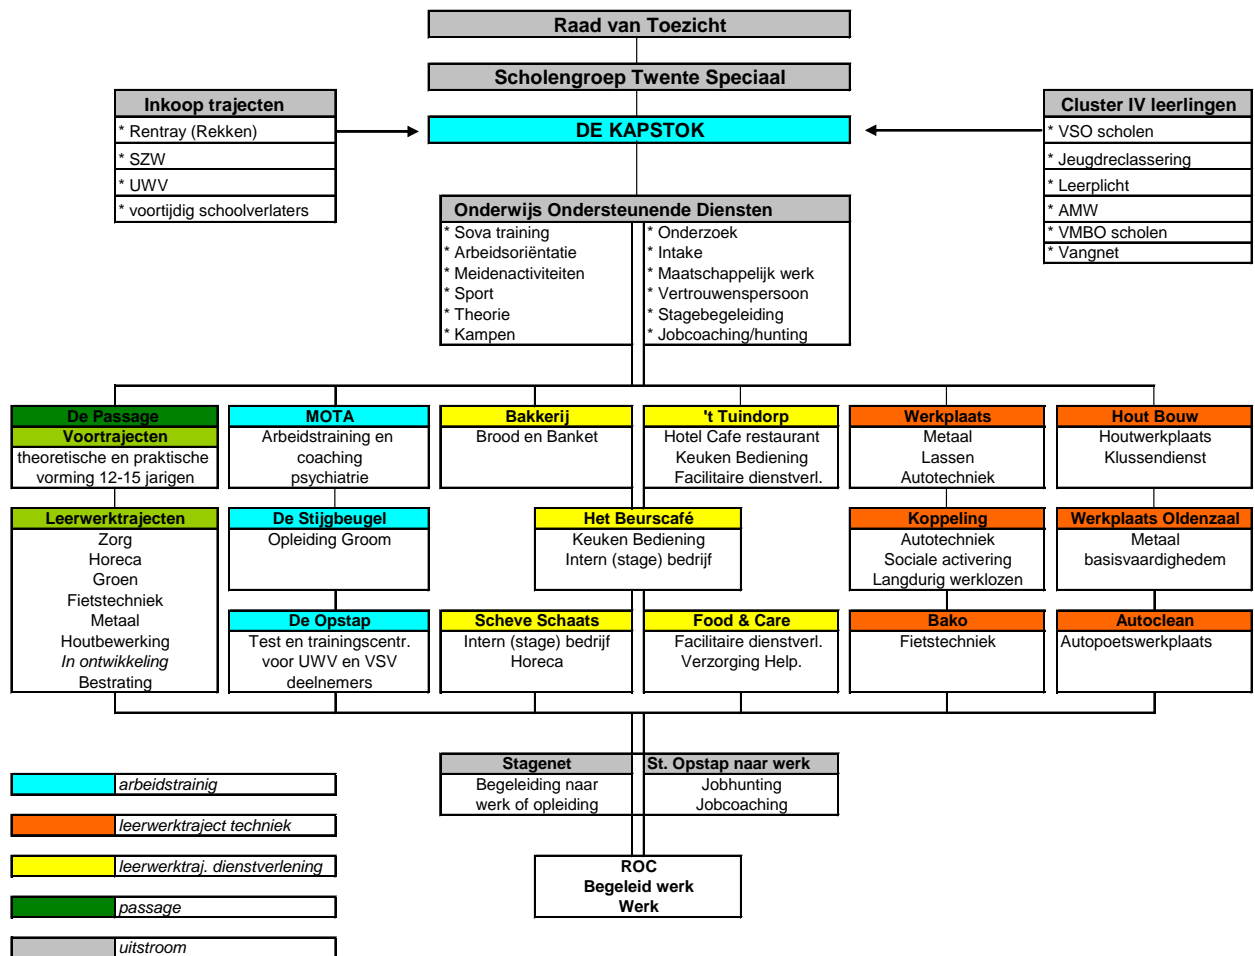 Raad van Toezicht
Scholengroep Twente Speciaal
Inkoop trajecten
* Rentray (Rekken)
* SZW
* UWV
* voortijdig schoolverlaters
DE KAPSTOK
Cluster IV leerlingen
* VSO scholen
* Jeugdreclassering
* Leerplicht
* AMW
* VMBO scholen
* Vangnet
Onderwijs Ondersteunende Diensten
* Sova training
* Arbeidsoriëntatie
* Meidenactiviteiten
* Sport
* Theorie
* Kampen
* Onderzoek
* Intake
* Maatschappelijk werk
* Vertrouwenspersoon
* Stagebegeleiding
* Jobcoaching/hunting
De Passage
Voortrajecten
theoretische en praktische
vorming 12-15 jarigen
MOTA
Arbeidstraining en
coaching
psychiatrie
Bakkerij
Brood en Banket
't Tuindorp
Hotel Cafe restaurant
Keuken Bediening
Facilitaire dienstverl.
Werkplaats
Metaal
Lassen
Autotechniek
Hout Bouw
Houtwerkplaats
Klussendienst
Leerwerktrajecten
Zorg
Horeca
Groen
Fietstechniek
Metaal
Houtbewerking
In ontwikkeling
Bestrating
De Stijgbeugel
Opleiding Groom
Het Beurscafé
Keuken Bediening
Intern (stage) bedrijf
Koppeling
Autotechniek
Sociale activering
Langdurig werklozen
Werkplaats Oldenzaal
Metaal
basisvaardighedem
De Opstap
Test en trainingscentr.
voor UWV en VSV
deelnemers
Scheve Schaats
Intern (stage) bedrijf
Horeca
Food & Care
Facilitaire dienstverl.
Verzorging Help.
Bako
Fietstechniek
Autoclean
Autopoetswerkplaats
Stagenet
Begeleiding naar
werk of opleiding
St. Opstap naar werk
Jobhunting
Jobcoaching
ROC
Begeleid werk
Werk
arbeidstrainig
leerwerktraject techniek
leerwerktraj. dienstverlening
passage
uitstroom